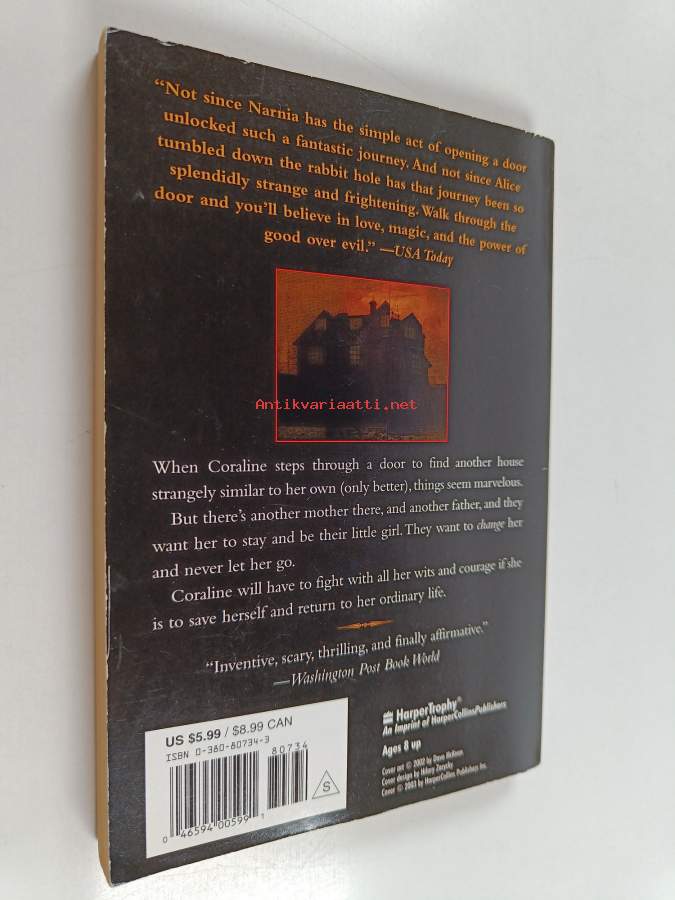 “Not since Narnia has the simple act of opening a door
unlocked such a fantastic journey. And not since Alice
tumbled down the rabbit hole has that journey been so
splendidly strange and frightening. Walk through the
door and you’ll believe in love, magic, and the power of
good over evil.” —USA Today
Antikvariaatti.net
When Coraline steps through a door to find another house
strangely similar to her own (only better), things seem marvelous.
But there’s another mother there, and another father, and they
want her to stay and be their little girl. They want to change her
and never let her go.
Coraline will have to fight with all her wits and courage if she
is to save herself and return to her ordinary life.
“Inventive, scary, thrilling, and finally affirmative.”
—Washington Post Book World
US $5.99 / $8.99 CAN
ISBN 0-380-80734-3
80734
0 46594 00599 1
S
HarperTrophy®
An Imprint of HarperCollinsPublishers
Ages 8 up
Cover art © 2002 by Dave McKean
Cover design by Hilary Zarycky
Cover © 2003 by HarperCollins Publishers Inc.